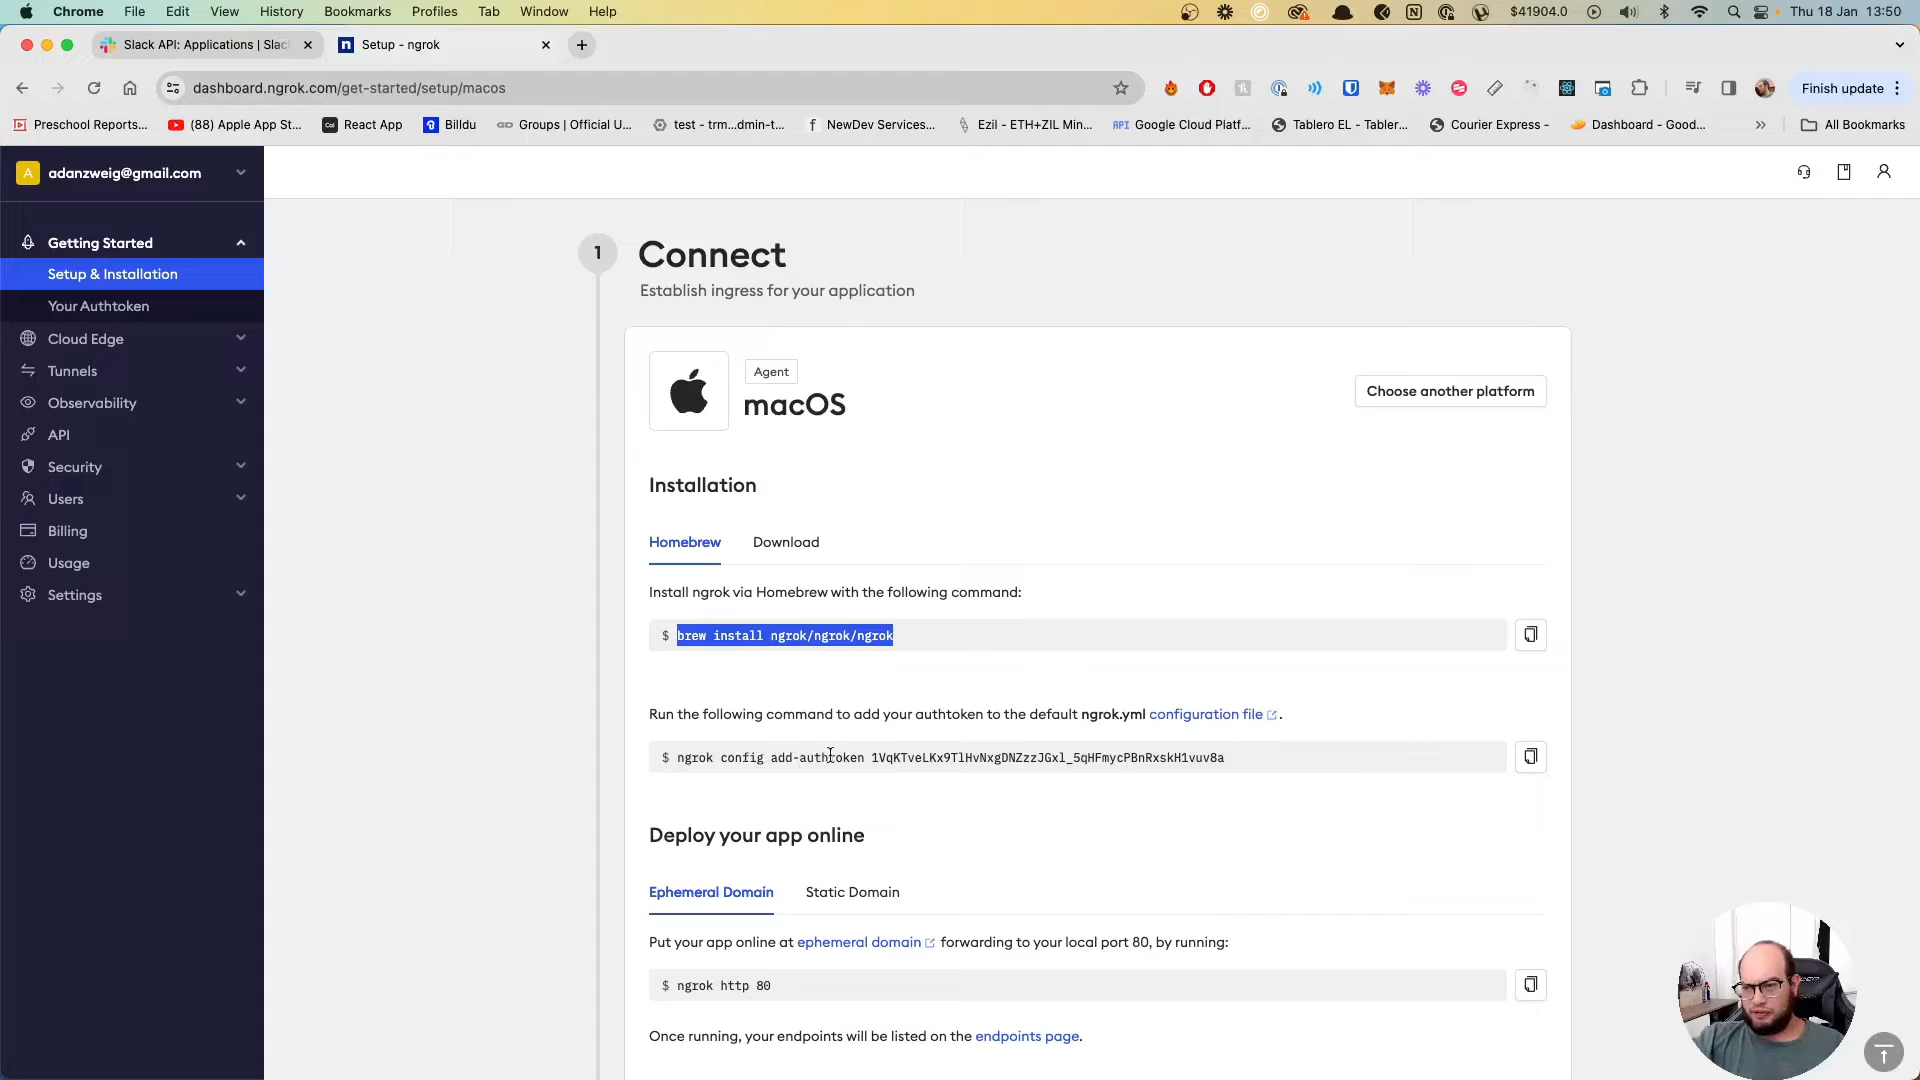 Chrome File Edit View History Bookmarks Profiles Tab Window Help $41904.0 Thu 18 Jan 13:50
Slack API: Applications | Slac Setup - ngrok
dashboard.ngrok.com/get-started/setup/macos Finish update
Preschool Reports... (88) Apple App St... React App Billdu Groups | Official U... test - trm...dmin-t... NewDev Services... Ezil - ETH+ZIL Min... API Google Cloud Platf... Tablero EL - Tabler... Courier Express - Dashboard - Good... » All Bookmarks
A adanzweig@gmail.com
Getting Started
Setup & Installation
Your Authtoken
Cloud Edge
Tunnels
Observability
API
Security
Users
Billing
Usage
Settings
1 Connect
Establish ingress for your application
Agent
macOS
Choose another platform
Installation
Homebrew Download
Install ngrok via Homebrew with the following command:
$ brew install ngrok/ngrok/ngrok
Run the following command to add your authtoken to the default ngrok.yml configuration file.
$ ngrok config add-authtoken 1VqKTveLKx9TlHvNxgDNZzzJGxl_5qHFmycPBnRxskH1vuv8a
Deploy your app online
Ephemeral Domain Static Domain
Put your app online at ephemeral domain forwarding to your local port 80, by running:
$ ngrok http 80
Once running, your endpoints will be listed on the endpoints page.